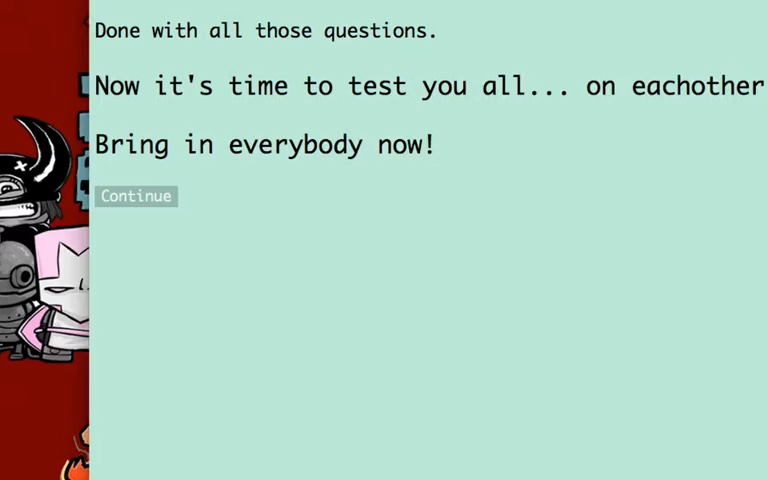 Done with all those questions.
Now it's time to test you all... on eachother
Bring in everybody now!
Continue